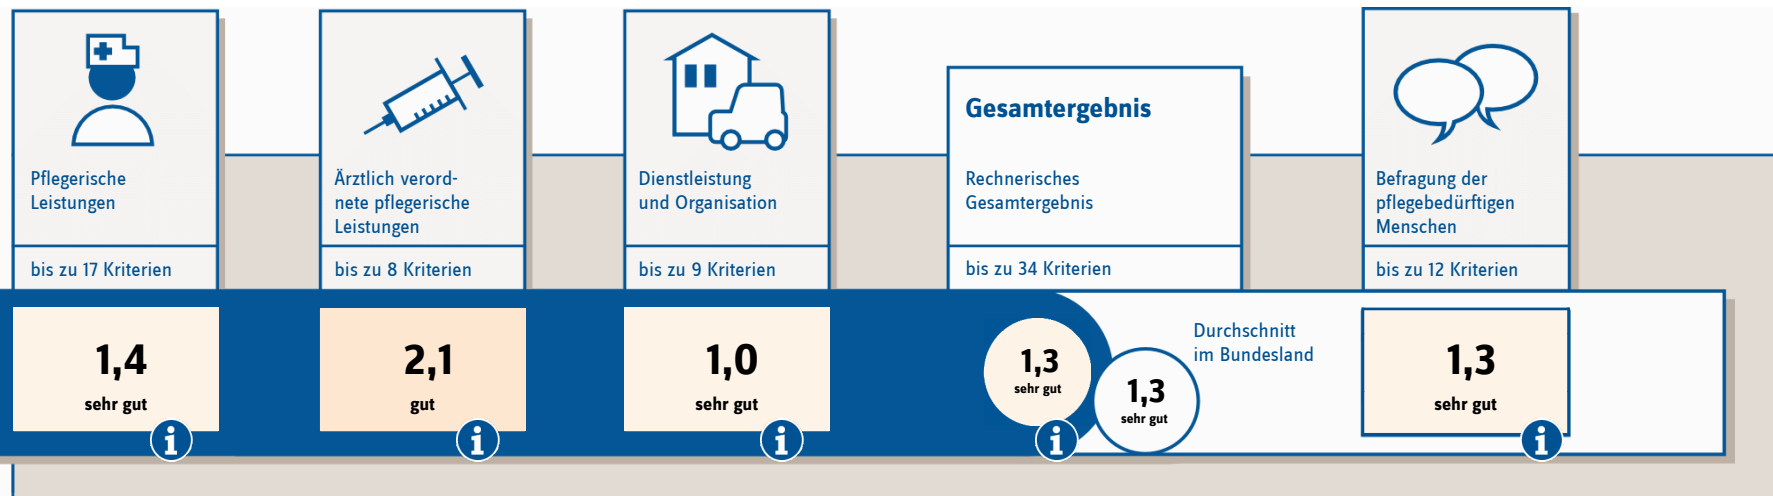 Pflegerische
Leistungen
bis zu 17 Kriterien
1,4
sehr gut
i
Ärztlich verord-
nete pflegerische
Leistungen
bis zu 8 Kriterien
2,1
gut
i
Dienstleistung
und Organisation
bis zu 9 Kriterien
1,0
sehr gut
i
Gesamtergebnis
Rechnerisches
Gesamtergebnis
bis zu 34 Kriterien
1,3
sehr gut
i
1,3
sehr gut
Durchschnitt
im Bundesland
Befragung der
pflegebedürftigen
Menschen
bis zu 12 Kriterien
1,3
sehr gut
i